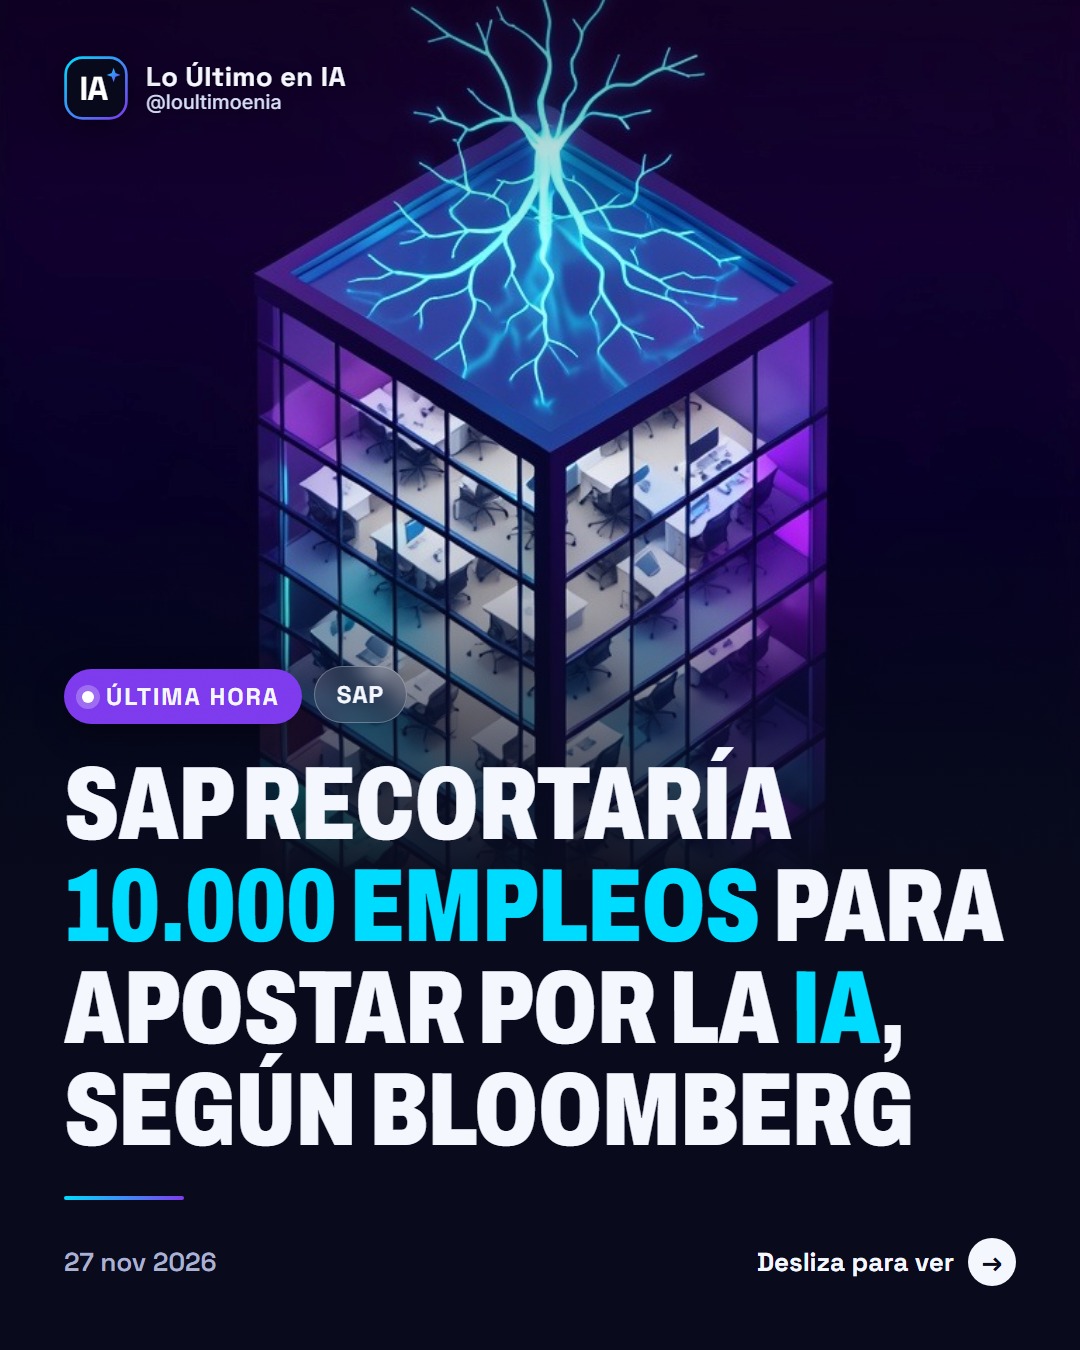 IA
Lo Último en IA
@loultimoenia
ÚLTIMA HORA
SAP
SAP RECORTARÍA
10.000 EMPLEOS PARA
APOSTAR POR LA IA,
SEGÚN BLOOMBERG
27 nov 2026
Desliza para ver →